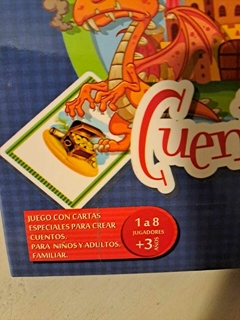 Cuen
JUEGO CON CARTAS
ESPECIALES PARA CREAR
CUENTOS.
PARA NIÑOS Y ADULTOS,
FAMILIAR.
1 a 8
JUGADORES
+3 AÑOS